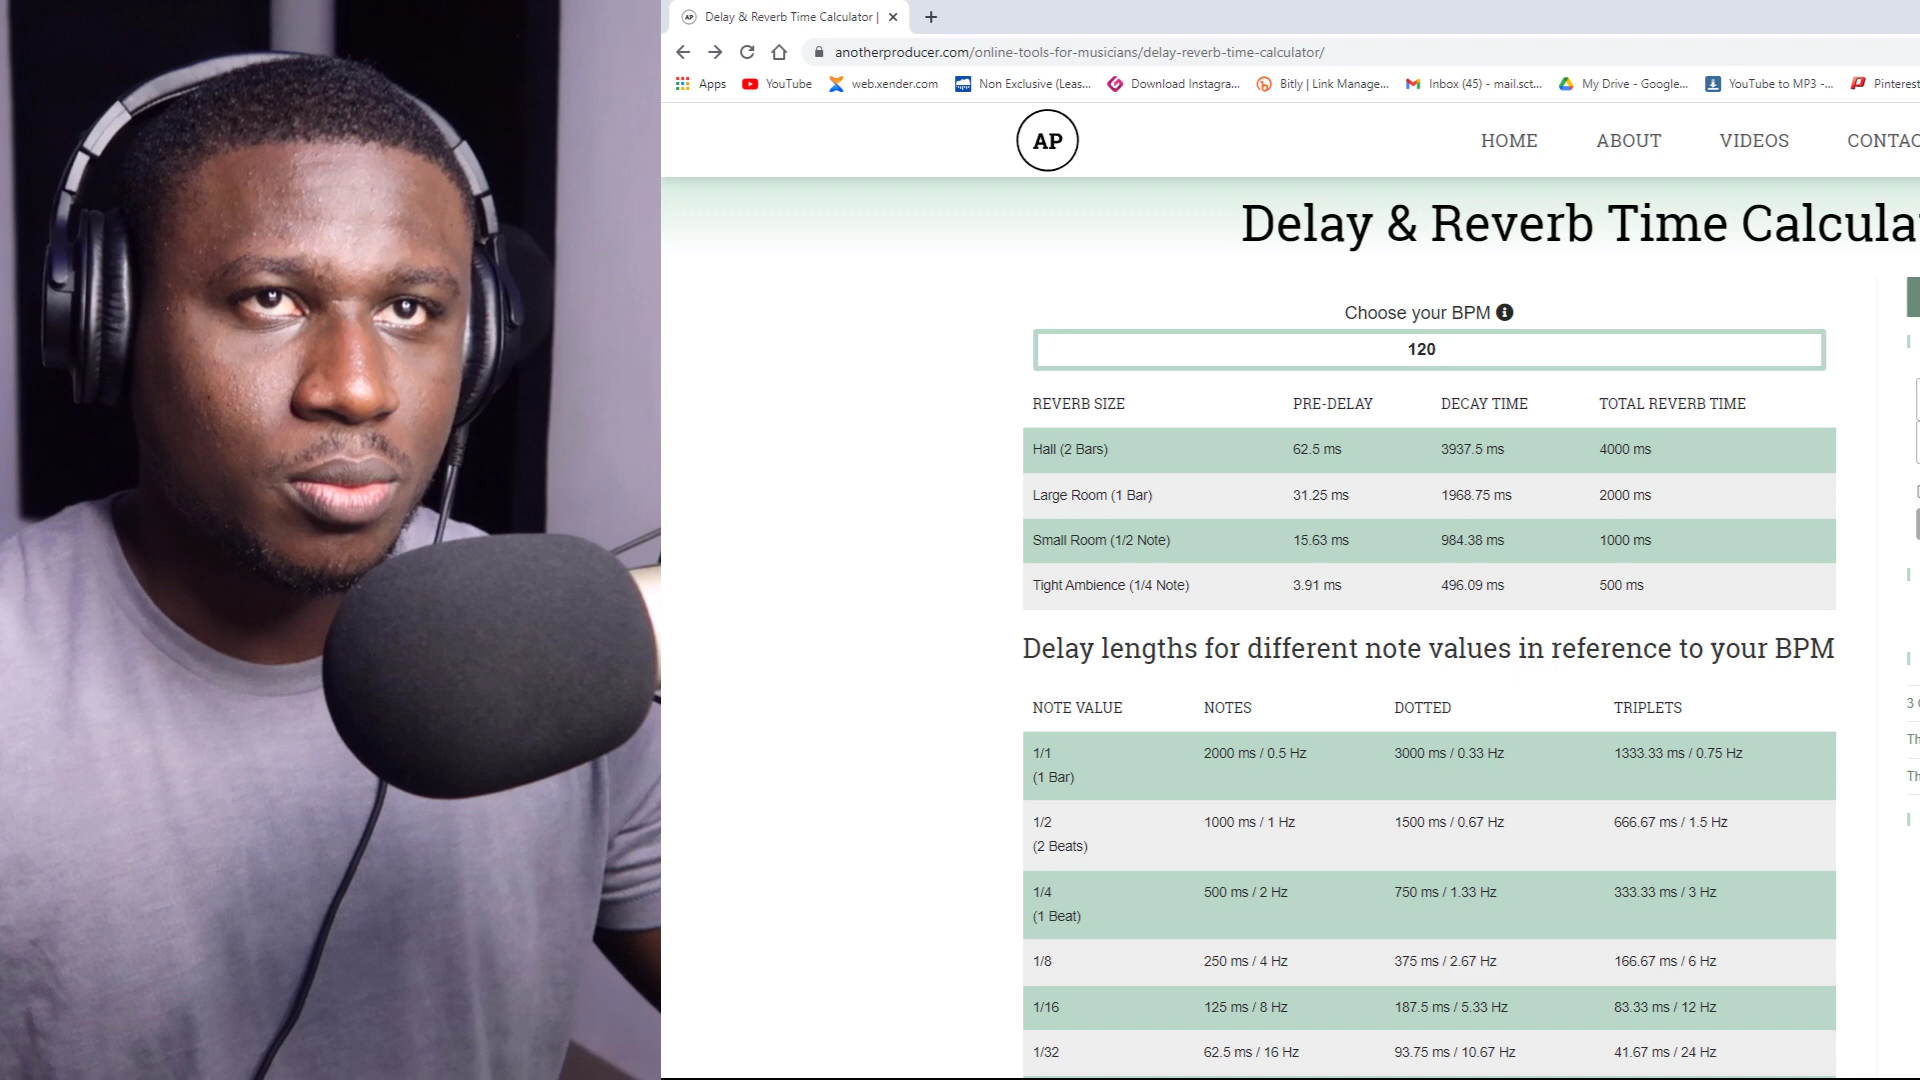 AP Delay & Reverb Time Calculator |
anotherproducer.com/online-tools-for-musicians/delay-reverb-time-calculator/
Apps YouTube web.xender.com Non Exclusive (Leas... Download Instagra... Bitly | Link Manage... Inbox (45) - mail.sct... My Drive - Google... YouTube to MP3 -... Pinterest
AP HOME ABOUT VIDEOS CONTAC
Delay & Reverb Time Calcula
Choose your BPM
120
REVERB SIZE PRE-DELAY DECAY TIME TOTAL REVERB TIME
Hall (2 Bars) 62.5 ms 3937.5 ms 4000 ms
Large Room (1 Bar) 31.25 ms 1968.75 ms 2000 ms
Small Room (1/2 Note) 15.63 ms 984.38 ms 1000 ms
Tight Ambience (1/4 Note) 3.91 ms 496.09 ms 500 ms
Delay lengths for different note values in reference to your BPM
NOTE VALUE NOTES DOTTED TRIPLETS
1/1 2000 ms / 0.5 Hz 3000 ms / 0.33 Hz 1333.33 ms / 0.75 Hz
(1 Bar)
1/2 1000 ms / 1 Hz 1500 ms / 0.67 Hz 666.67 ms / 1.5 Hz
(2 Beats)
1/4 500 ms / 2 Hz 750 ms / 1.33 Hz 333.33 ms / 3 Hz
(1 Beat)
1/8 250 ms / 4 Hz 375 ms / 2.67 Hz 166.67 ms / 6 Hz
1/16 125 ms / 8 Hz 187.5 ms / 5.33 Hz 83.33 ms / 12 Hz
1/32 62.5 ms / 16 Hz 93.75 ms / 10.67 Hz 41.67 ms / 24 Hz
3
Th
Th